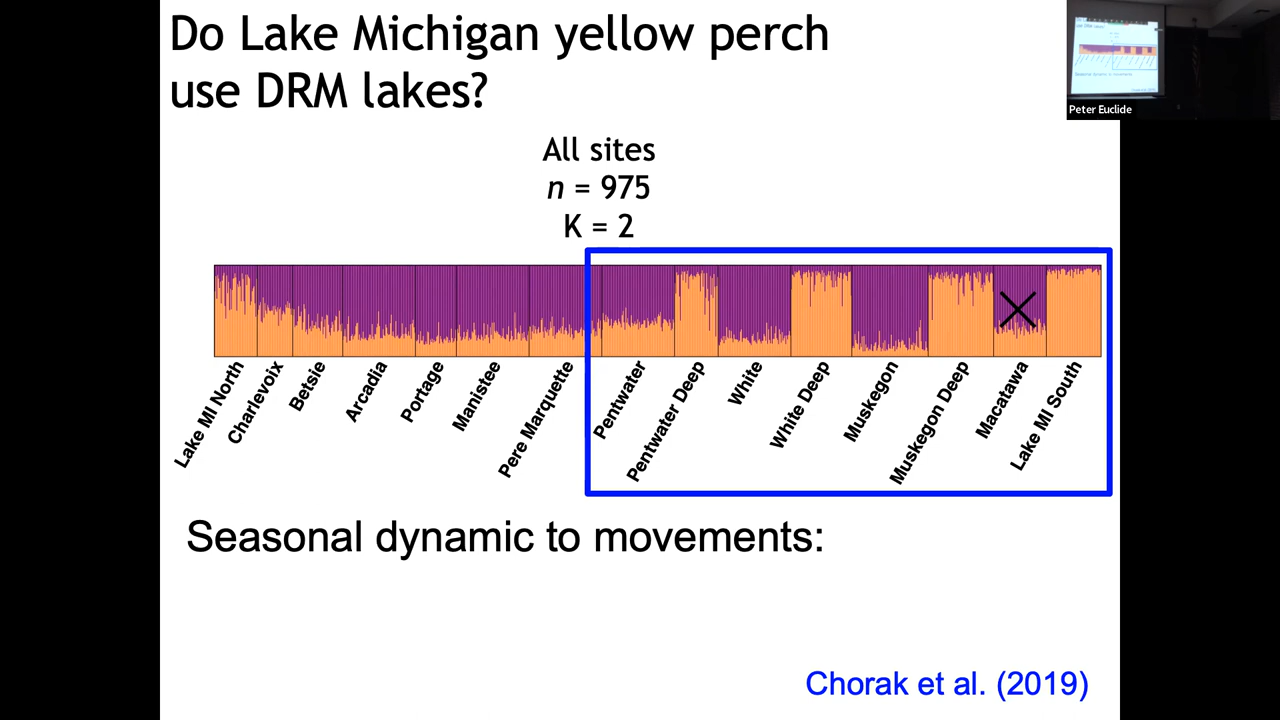 Do Lake Michigan yellow perch
use DRM lakes?
Peter Euclide
All sites
n = 975
K = 2
Lake MI North
Charlevoix
Betsie
Arcadia
Portage
Manistee
Pere Marquette
Pentwater
Pentwater Deep
White
White Deep
Muskegon
Muskegon Deep
Macatawa
Lake MI South
Seasonal dynamic to movements:
Chorak et al. (2019)